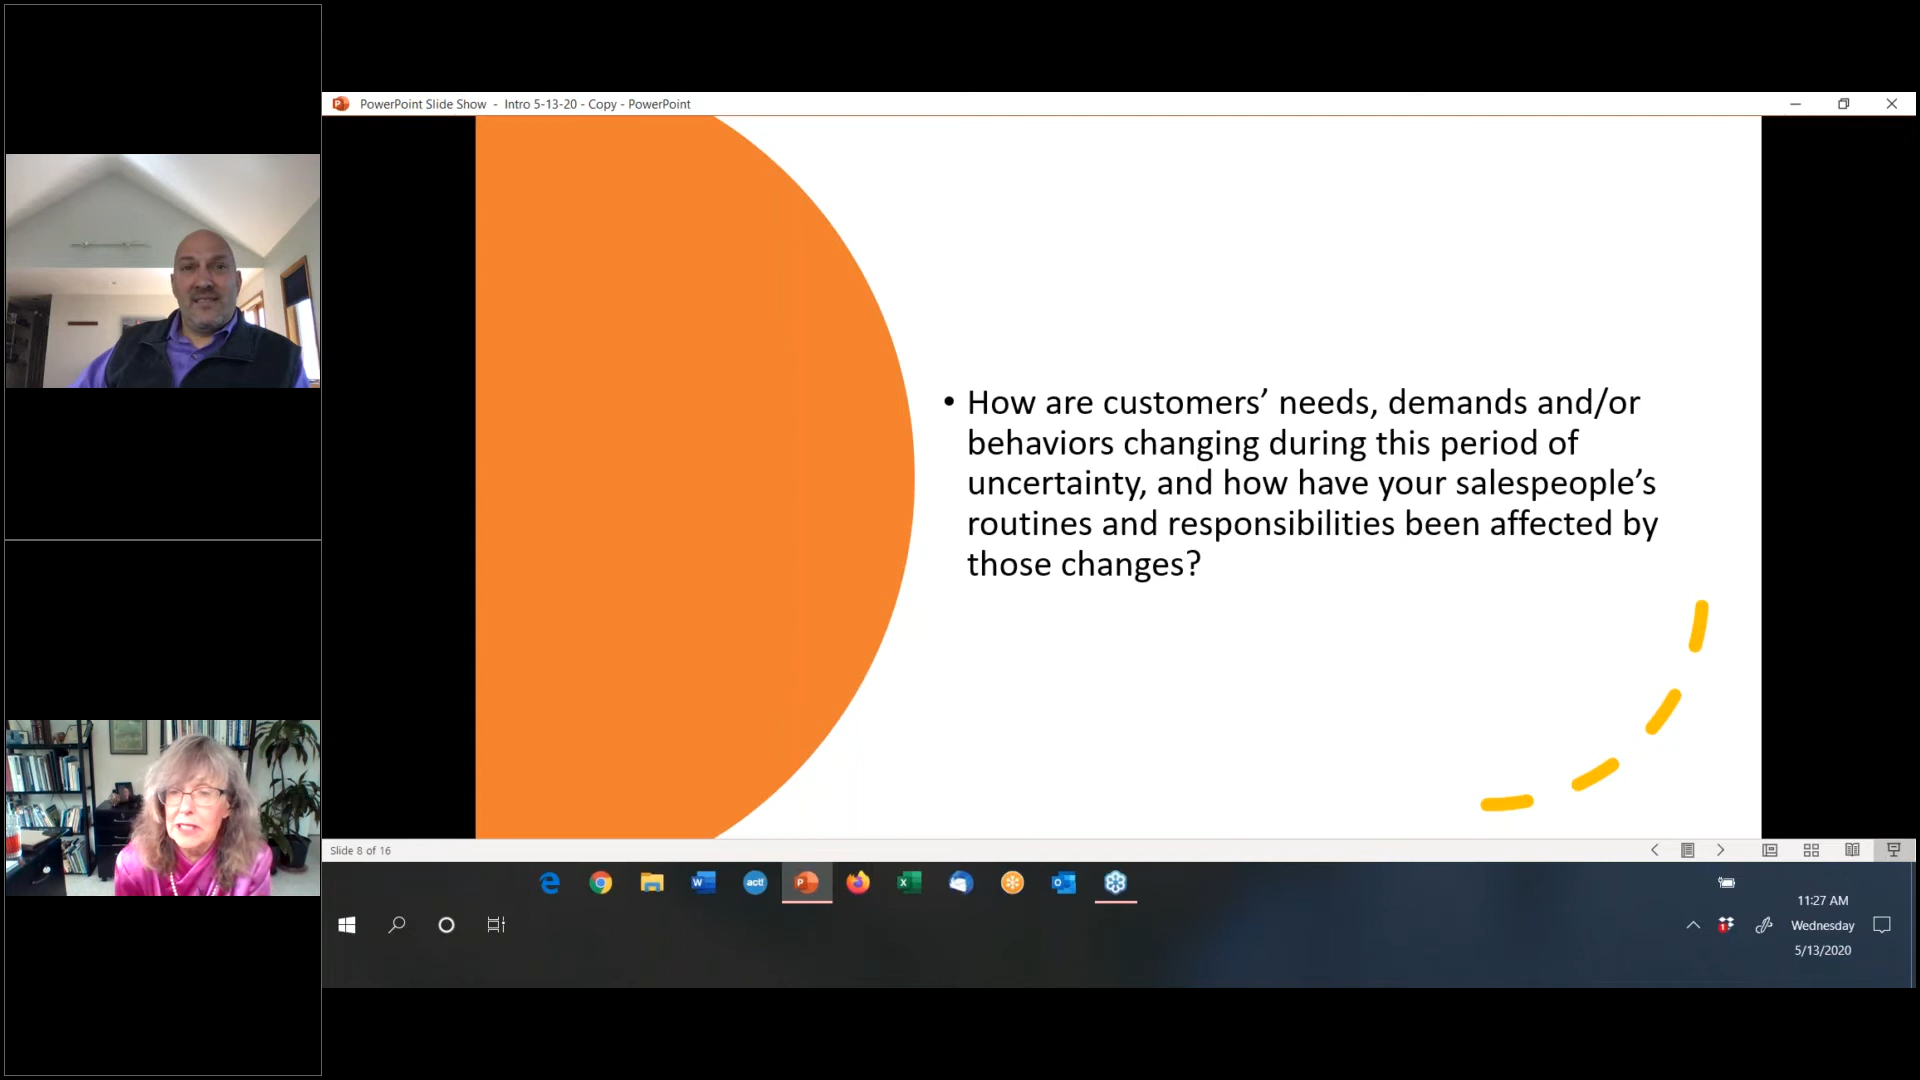 PowerPoint Slide Show - Intro 5-13-20 - Copy - PowerPoint
• How are customers’ needs, demands and/or
behaviors changing during this period of
uncertainty, and how have your salespeople’s
routines and responsibilities been affected by
those changes?
Slide 8 of 16
act!
11:27 AM
Wednesday
5/13/2020